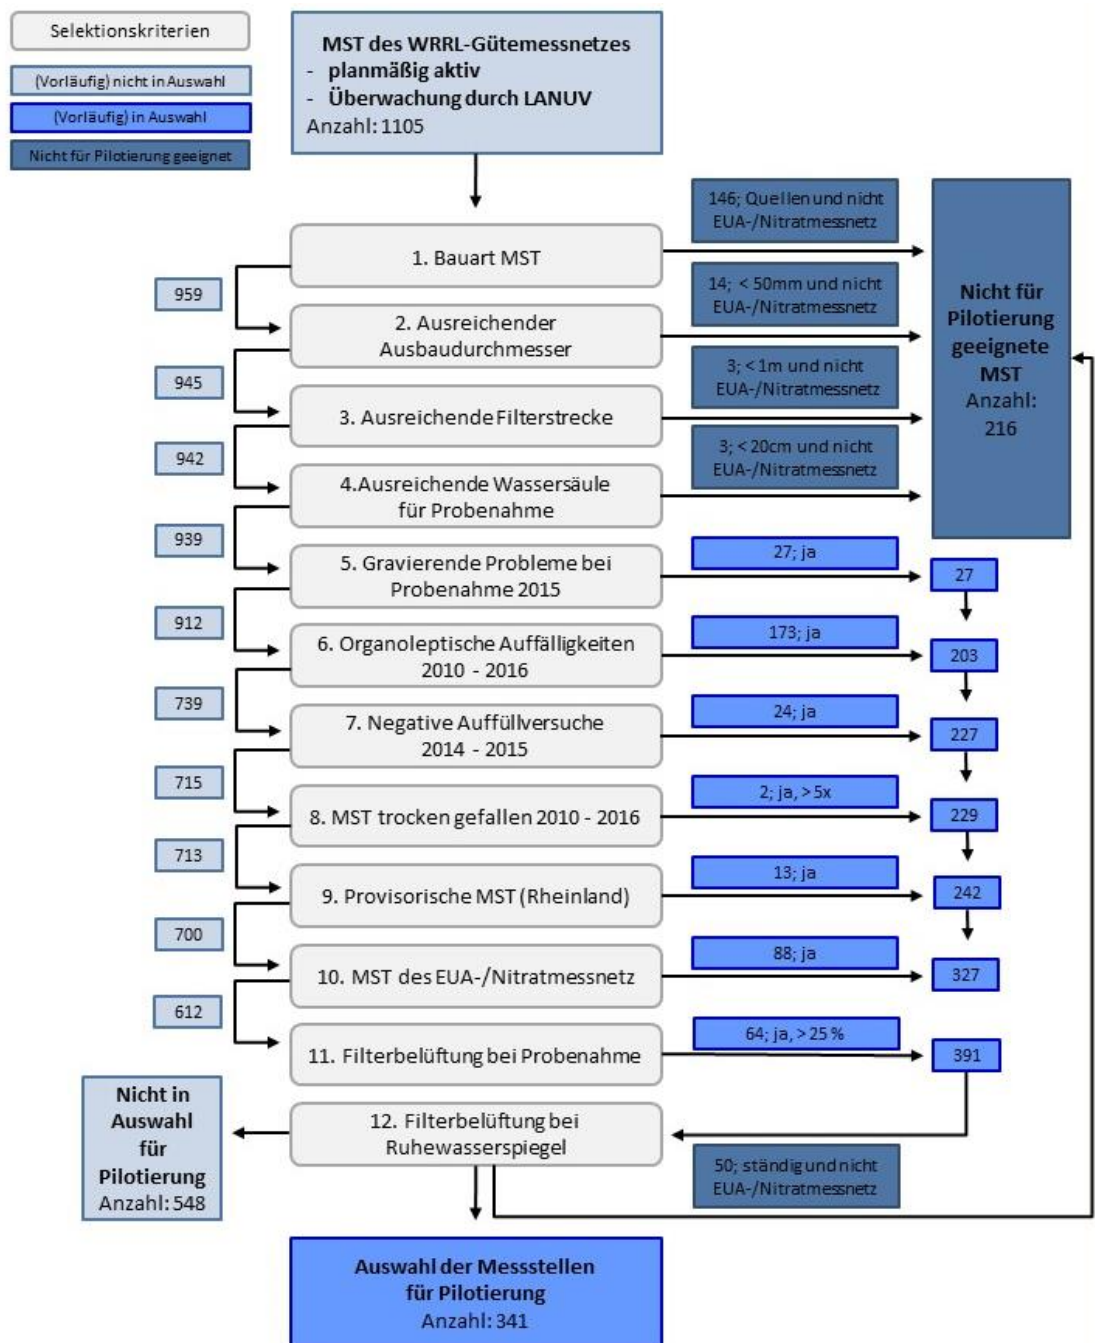 Selektionskriterien
(Vorläufig) nicht in Auswahl
(Vorläufig) in Auswahl
Nicht für Pilotierung geeignet
MST des WRRL-Gütemessnetzes
- planmäßig aktiv
- Überwachung durch LANUV
Anzahl: 1105
146; Quellen und nicht
EUA-/Nitratmessnetz
1. Bauart MST
959
14; < 50mm und nicht
EUA-/Nitratmessnetz
2. Ausreichender
Ausbaudurchmesser
945
3; < 1m und nicht
EUA-/Nitratmessnetz
3. Ausreichende Filterstrecke
942
3; < 20cm und nicht
EUA-/Nitratmessnetz
4.Ausreichende Wassersäule
für Probenahme
Nicht für
Pilotierung
geeignete
MST
Anzahl:
216
939
5. Gravierende Probleme bei
Probenahme 2015
27; ja
27
912
6. Organoleptische Auffälligkeiten
2010 - 2016
173; ja
203
739
7. Negative Auffüllversuche
2014 - 2015
24; ja
227
715
8. MST trocken gefallen 2010 - 2016
2; ja, > 5x
229
713
9. Provisorische MST (Rheinland)
13; ja
242
700
10. MST des EUA-/Nitratmessnetz
88; ja
327
612
11. Filterbelüftung bei Probenahme
64; ja, > 25 %
391
12. Filterbelüftung bei
Ruhewasserspiegel
50; ständig und nicht
EUA-/Nitratmessnetz
Nicht in
Auswahl
für
Pilotierung
Anzahl: 548
Auswahl der Messstellen
für Pilotierung
Anzahl: 341